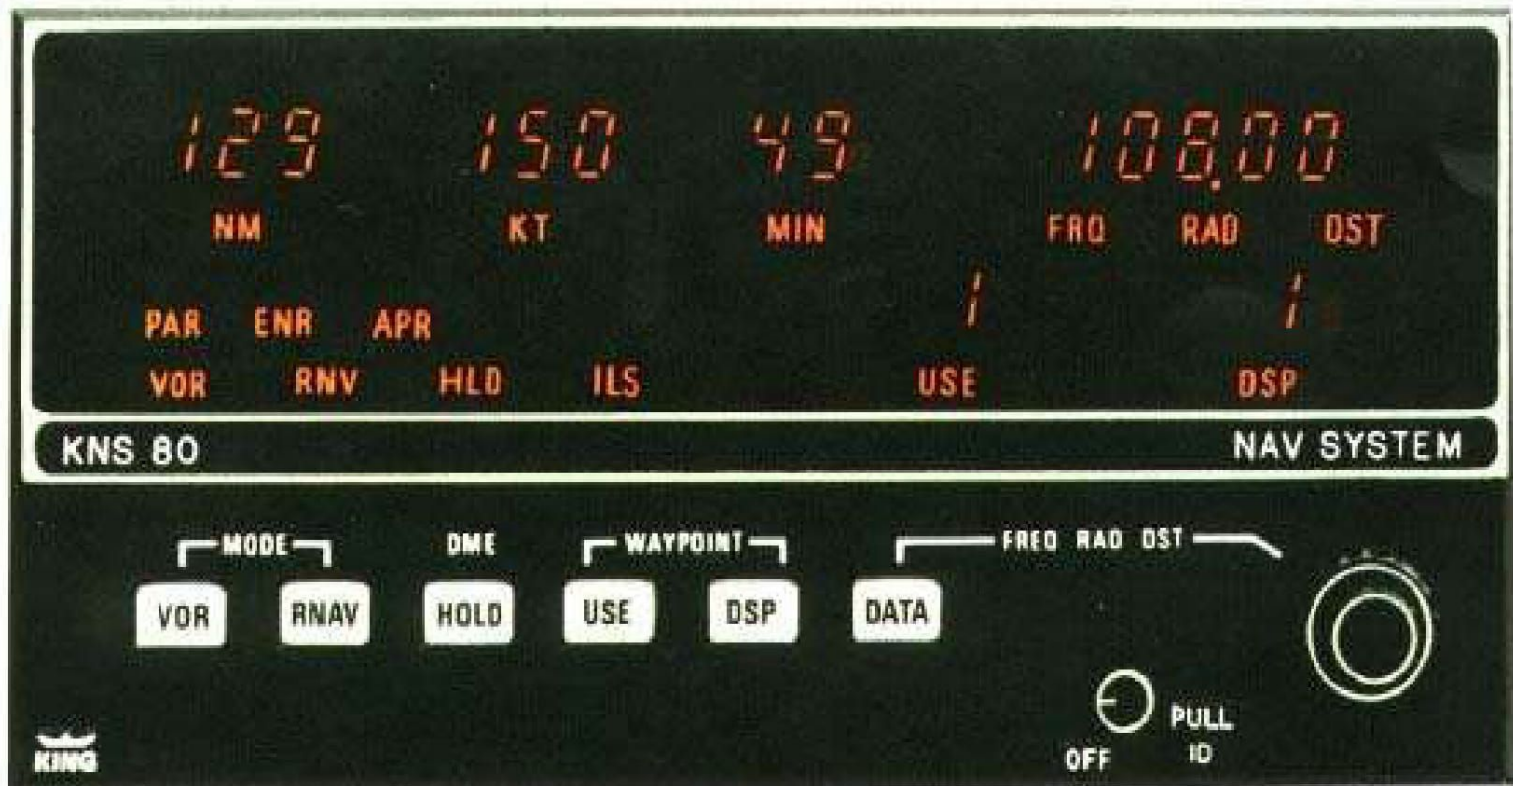 129 150 49 108.00
NM KT MIN FRQ RAD DST
1 1
PAR ENR APR
VOR RNV HLD ILS USE DSP
KNS 80 NAV SYSTEM
MODE DME WAYPOINT FREQ RAD DST
VOR RNAV HOLD USE DSP DATA
PULL
OFF ID
KING